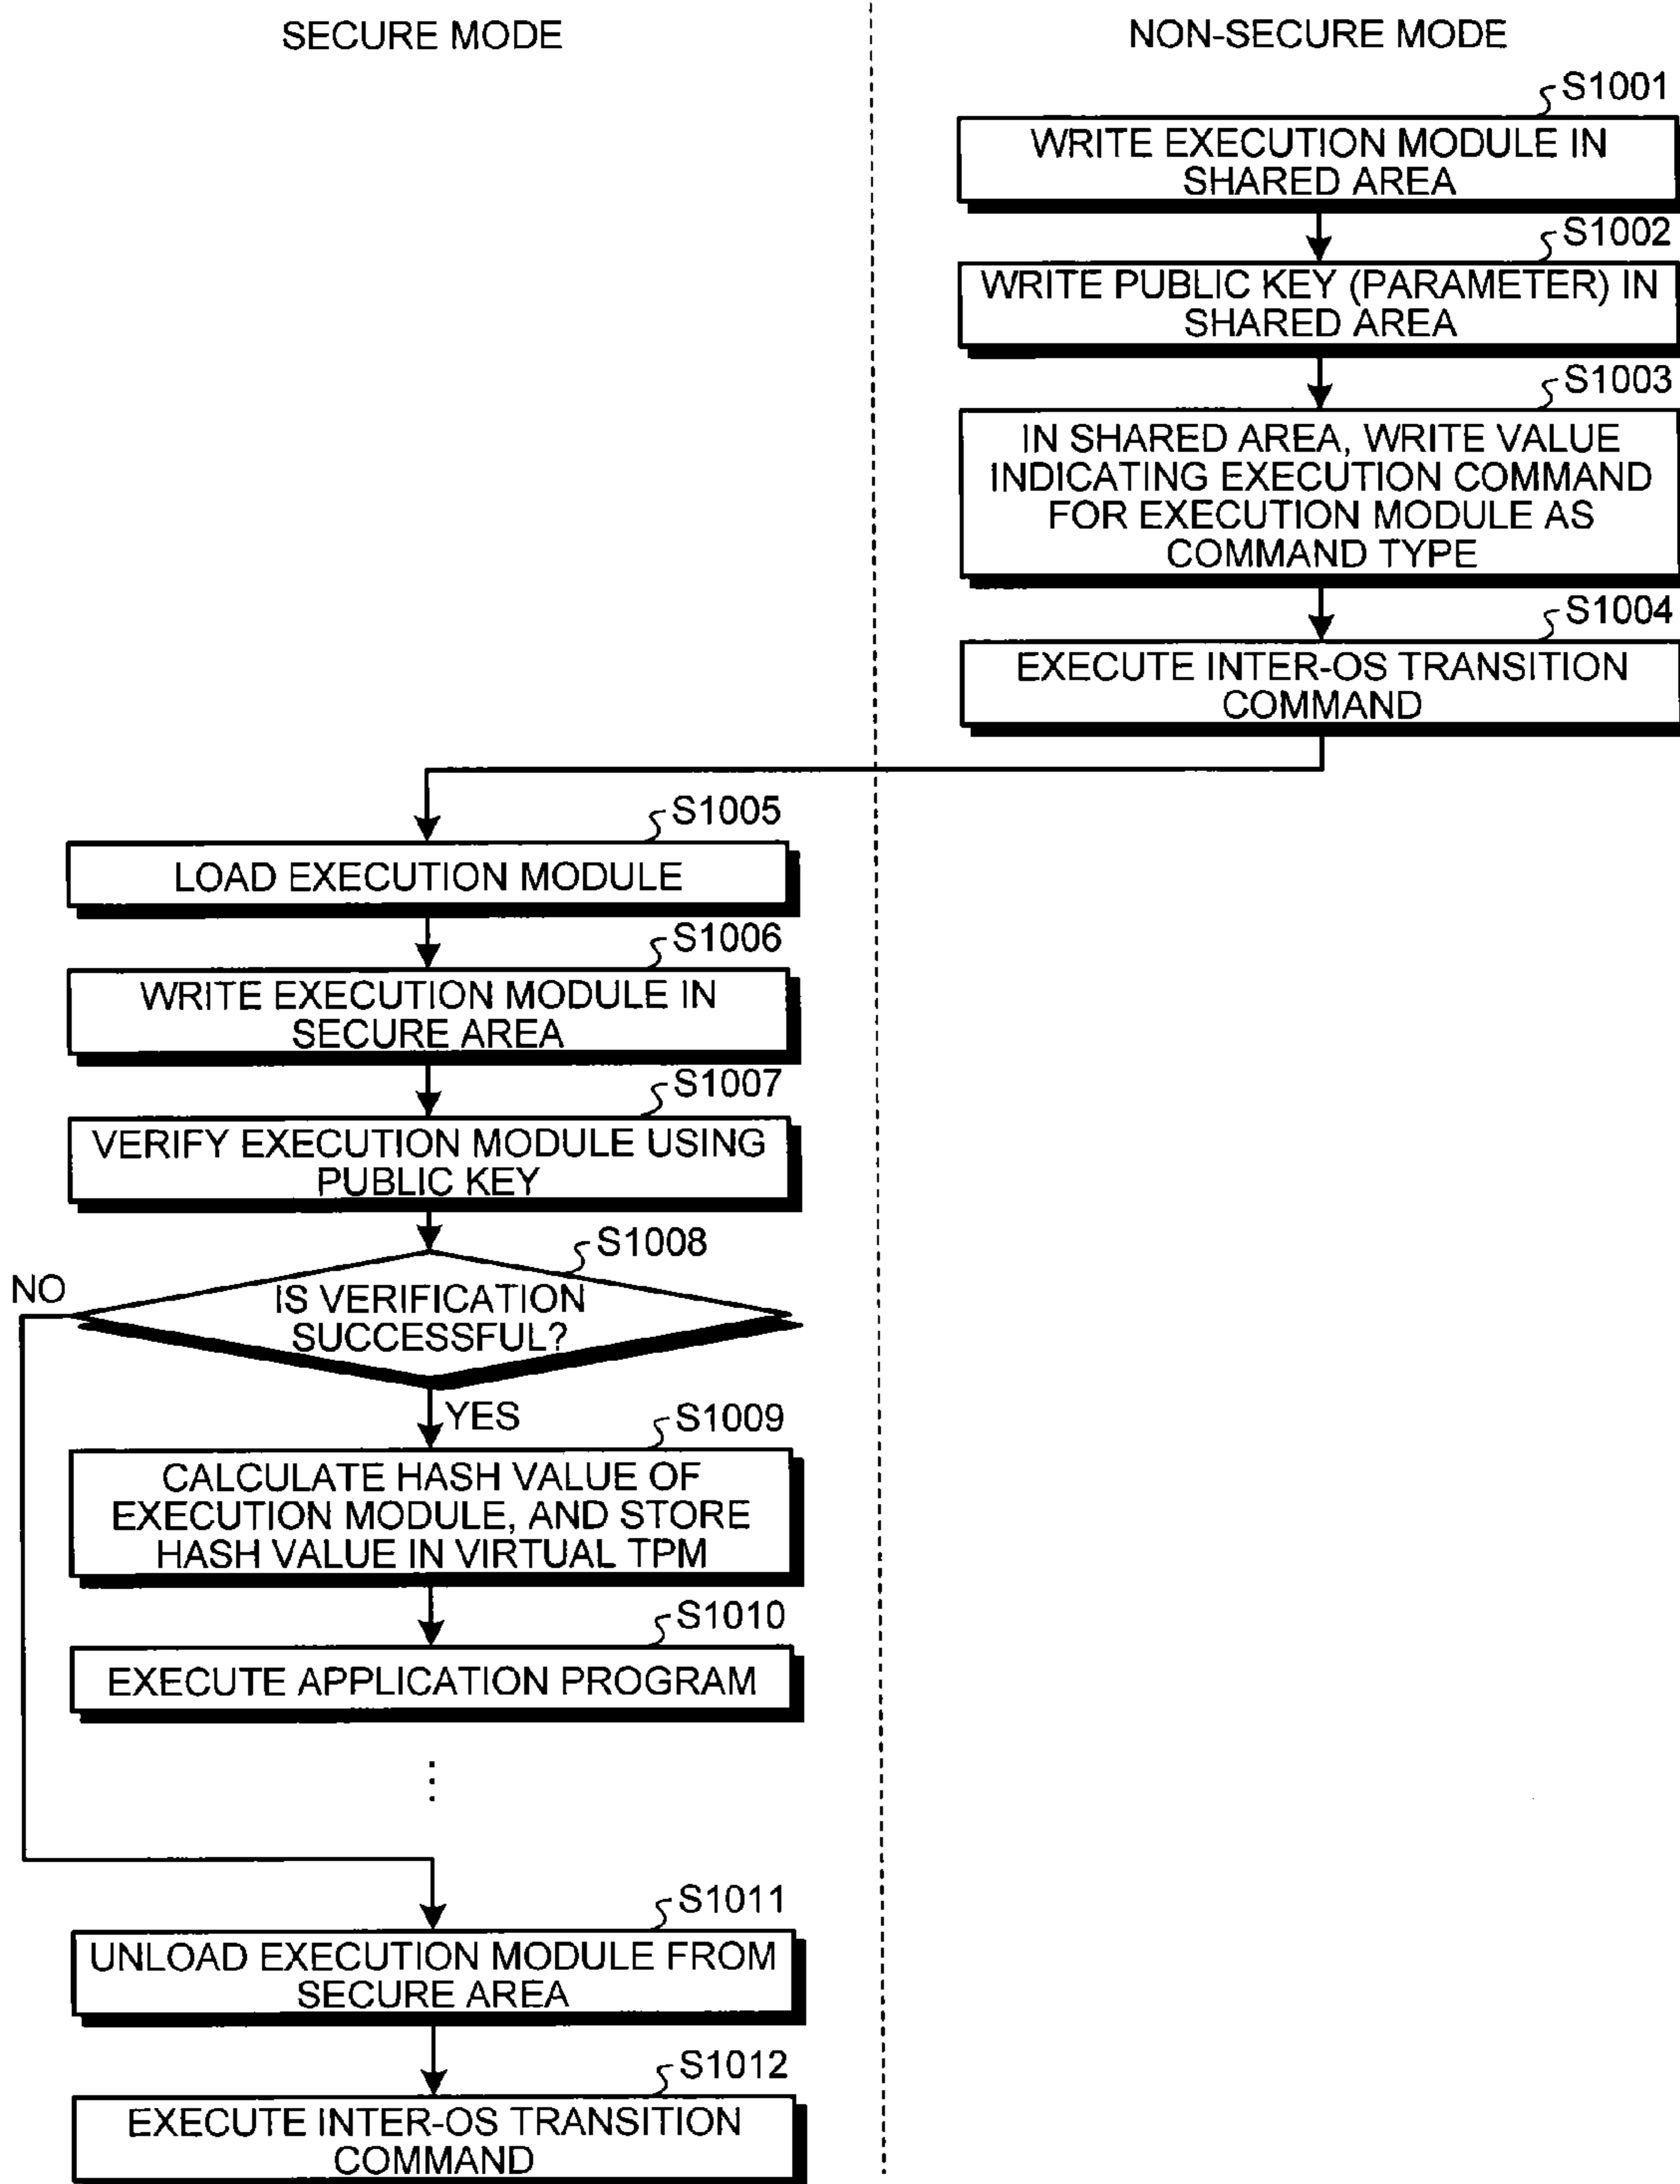 SECURE MODE
NON-SECURE MODE
S1001
WRITE EXECUTION MODULE IN
SHARED AREA
S1002
WRITE PUBLIC KEY (PARAMETER) IN
SHARED AREA
S1003
IN SHARED AREA, WRITE VALUE
INDICATING EXECUTION COMMAND
FOR EXECUTION MODULE AS
COMMAND TYPE
S1004
EXECUTE INTER-OS TRANSITION
COMMAND
S1005
LOAD EXECUTION MODULE
S1006
WRITE EXECUTION MODULE IN
SECURE AREA
S1007
VERIFY EXECUTION MODULE USING
PUBLIC KEY
S1008
NO
IS VERIFICATION
SUCCESSFUL?
YES
S1009
CALCULATE HASH VALUE OF
EXECUTION MODULE, AND STORE
HASH VALUE IN VIRTUAL TPM
S1010
EXECUTE APPLICATION PROGRAM
S1011
UNLOAD EXECUTION MODULE FROM
SECURE AREA
S1012
EXECUTE INTER-OS TRANSITION
COMMAND